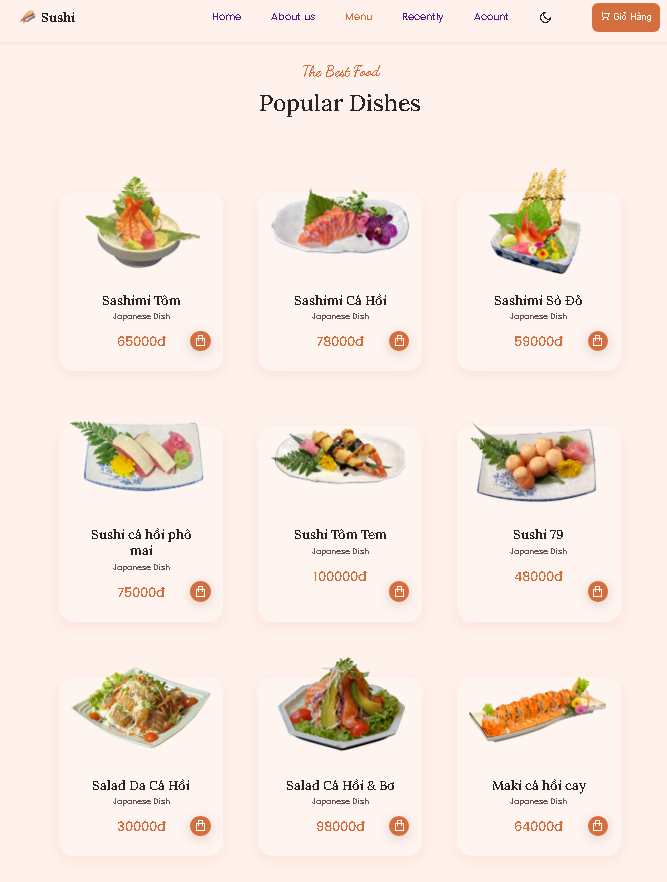 Sushi
Home
About us
Menu
Recently
Acount
Giỏ Hàng
The Best Food
Popular Dishes
Sashimi Tôm
Japanese Dish
65000đ
Sashimi Cá Hồi
Japanese Dish
78000đ
Sashimi Sò Đỏ
Japanese Dish
59000đ
Sushi cá hồi phô
mai
Japanese Dish
75000đ
Sushi Tôm Tem
Japanese Dish
100000đ
Sushi 79
Japanese Dish
48000đ
Salad Da Cá Hồi
Japanese Dish
30000đ
Salad Cá Hồi & Bơ
Japanese Dish
98000đ
Maki cá hồi cay
Japanese Dish
64000đ